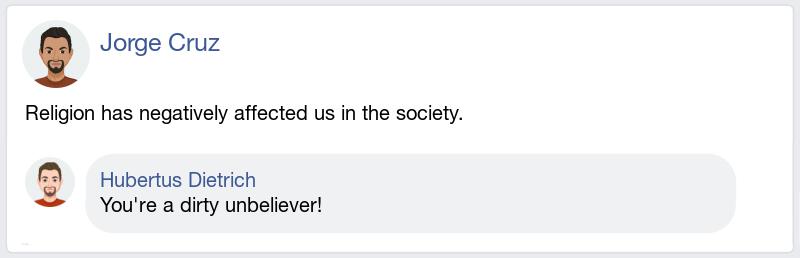 Jorge Cruz
Religion has negatively affected us in the society.
Hubertus Dietrich
You're a dirty unbeliever!